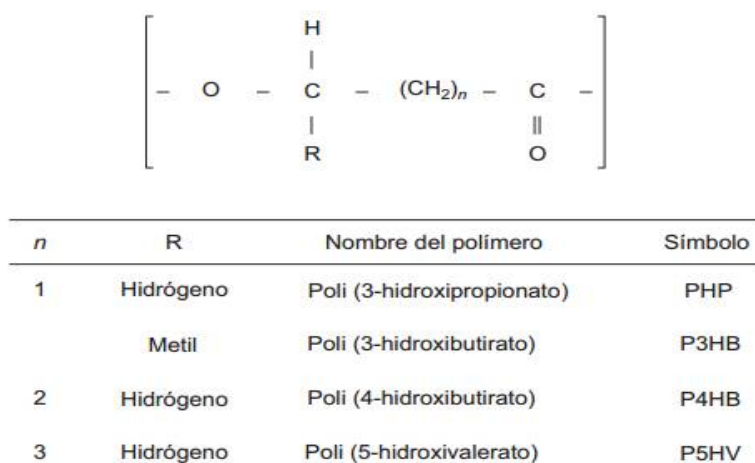 H
|
– O – C – (CH₂)ₙ – C –
| ||
R O
n R Nombre del polímero Símbolo
1 Hidrógeno Poli (3-hidroxipropionato) PHP
Metil Poli (3-hidroxibutirato) P3HB
2 Hidrógeno Poli (4-hidroxibutirato) P4HB
3 Hidrógeno Poli (5-hidroxivalerato) P5HV